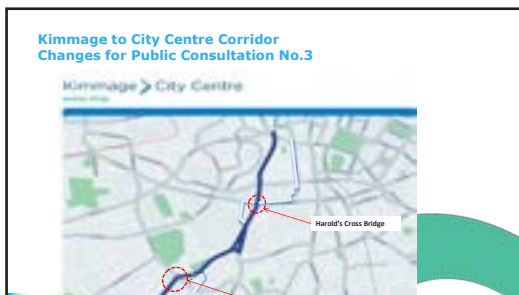 Kimmage to City Centre Corridor
Changes for Public Consultation No.3
Kimmage > City Centre
Harold's Cross Bridge